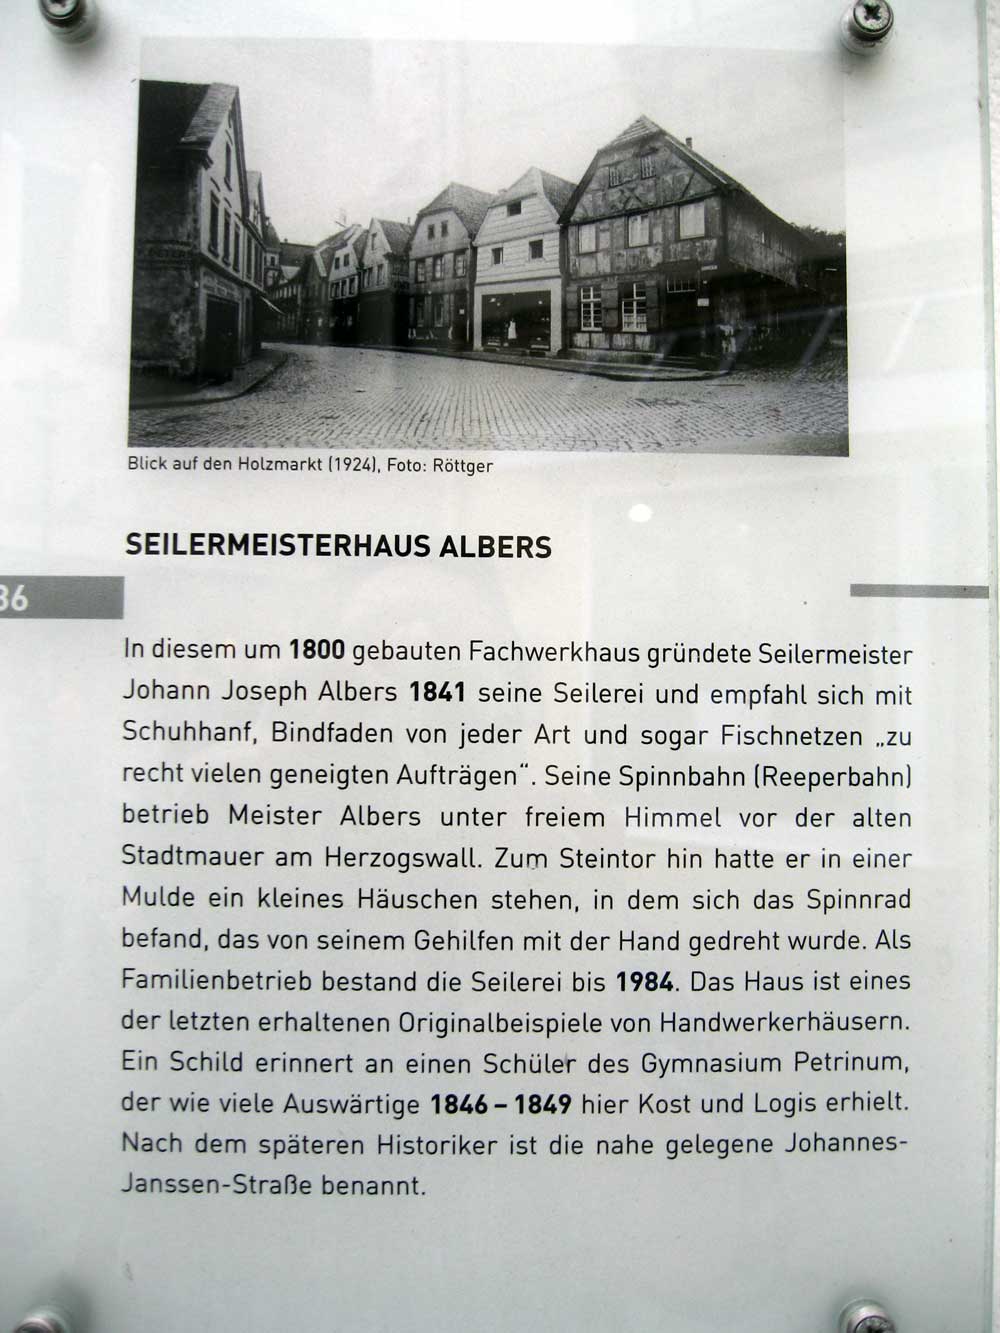 Blick auf den Holzmarkt (1924), Foto: Röttger
SEILERMEISTERHAUS ALBERS
36
In diesem um 1800 gebauten Fachwerkhaus gründete Seilermeister
Johann Joseph Albers 1841 seine Seilerei und empfahl sich mit
Schuhhanf, Bindfaden von jeder Art und sogar Fischnetzen „zu
recht vielen geneigten Aufträgen“. Seine Spinnbahn (Reeperbahn)
betrieb Meister Albers unter freiem Himmel vor der alten
Stadtmauer am Herzogswall. Zum Steintor hin hatte er in einer
Mulde ein kleines Häuschen stehen, in dem sich das Spinnrad
befand, das von seinem Gehilfen mit der Hand gedreht wurde. Als
Familienbetrieb bestand die Seilerei bis 1984. Das Haus ist eines
der letzten erhaltenen Originalbeispiele von Handwerkerhäusern.
Ein Schild erinnert an einen Schüler des Gymnasium Petrinum,
der wie viele Auswärtige 1846 – 1849 hier Kost und Logis erhielt.
Nach dem späteren Historiker ist die nahe gelegene Johannes-
Janssen-Straße benannt.